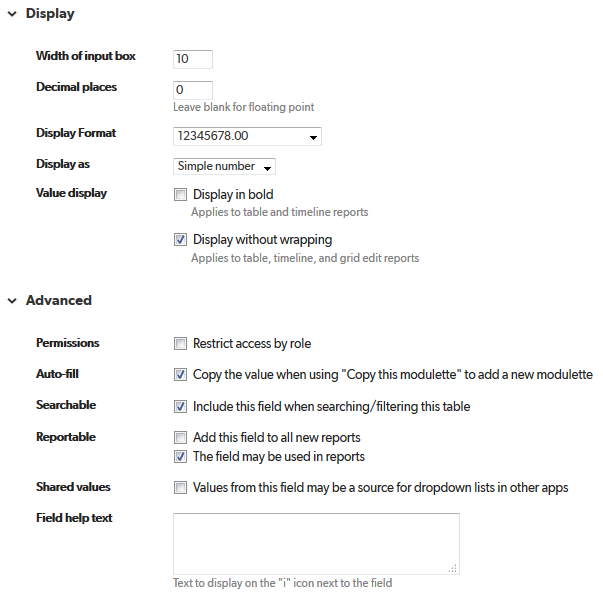 Display
Width of input box 10
Decimal places 0
Leave blank for floating point
Display Format 12345678.00
Display as Simple number
Value display Display in bold
Applies to table and timeline reports
Display without wrapping
Applies to table, timeline, and grid edit reports
Advanced
Permissions Restrict access by role
Auto-fill Copy the value when using "Copy this modulette" to add a new modulette
Searchable Include this field when searching/filtering this table
Reportable Add this field to all new reports
The field may be used in reports
Shared values Values from this field may be a source for dropdown lists in other apps
Field help text
Text to display on the "i" icon next to the field